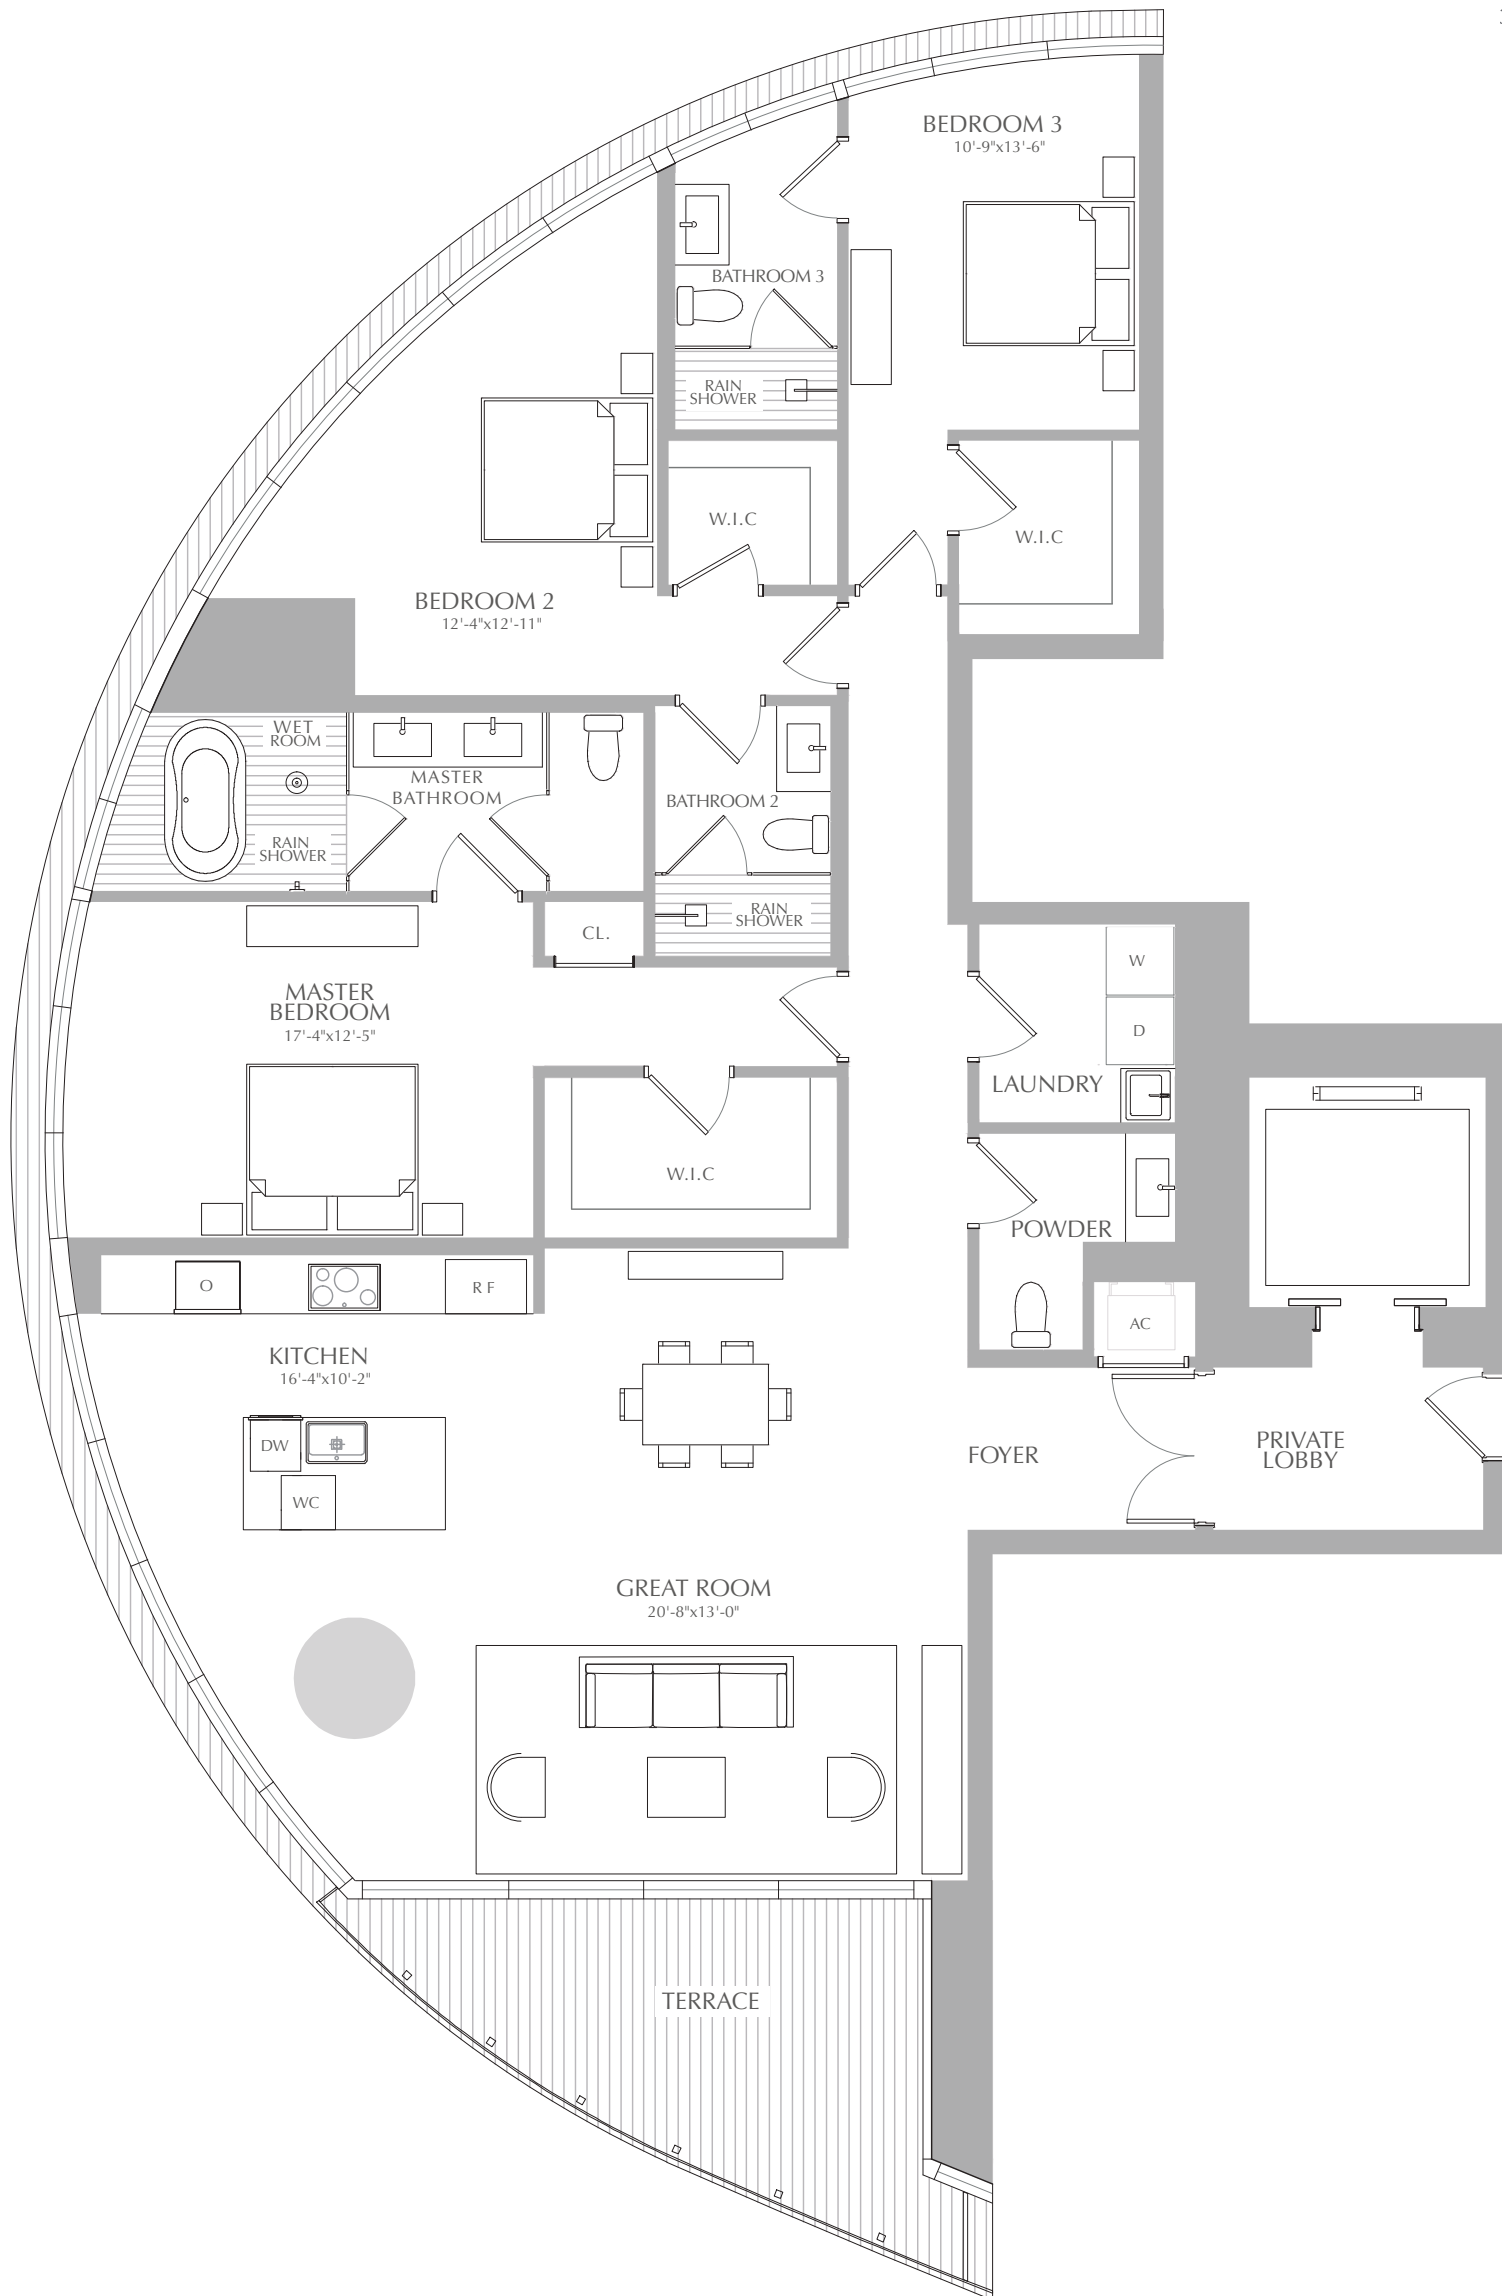 BEDROOM 3
10'-9"x13'-6"
BATHROOM 3
RAIN
SHOWER
W.I.C
W.I.C
BEDROOM 2
12'-4"x12'-11"
WET
ROOM
MASTER
BATHROOM
BATHROOM 2
RAIN
SHOWER
RAIN
SHOWER
CL.
W
MASTER
BEDROOM
17'-4"x12'-5"
D
LAUNDRY
W.I.C
POWDER
O
RF
AC
KITCHEN
16'-4"x10'-2"
DW
WC
FOYER
PRIVATE
LOBBY
GREAT ROOM
20'-8"x13'-0"
TERRACE